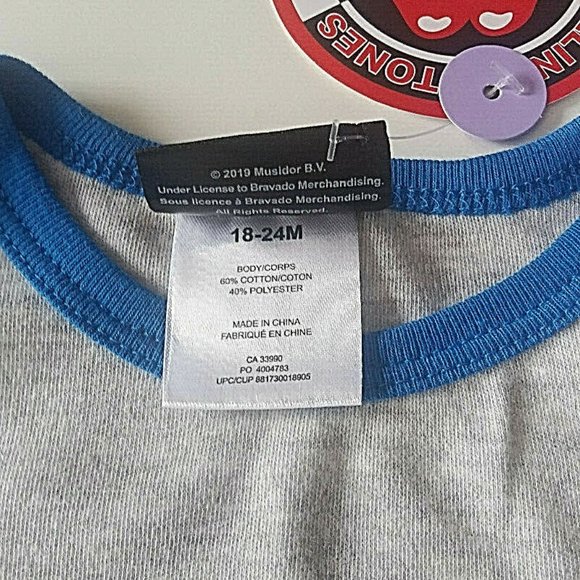 LIN
TONES
© 2019 Musidor B.V.
Under License to Bravado Merchandising.
Sous licence à Bravado Merchandising.
All Rights Reserved.
18-24M
BODY/CORPS
60% COTTON/COTON
40% POLYESTER
MADE IN CHINA
FABRIQUÉ EN CHINE
CA 33990
PO 4004783
UPC/CUP 881730018905